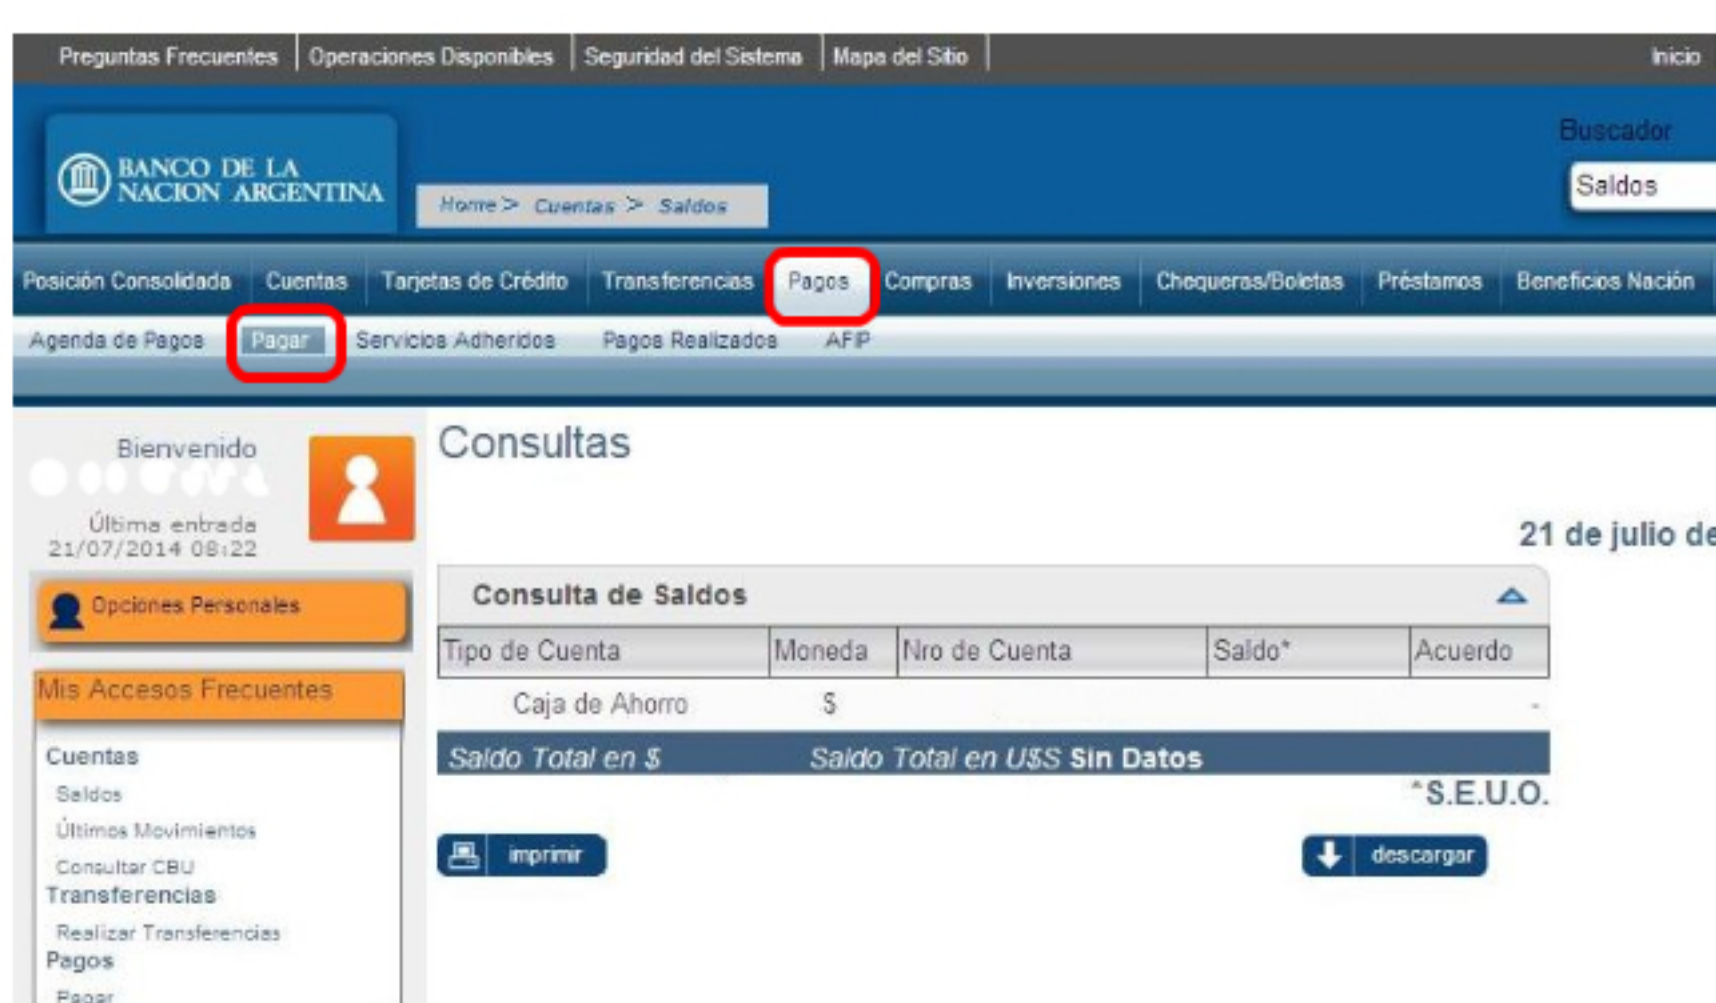 Preguntas Frecuentes Operaciones Disponibles Seguridad del Sistema Mapa del Sitio Inicio
Buscador
BANCO DE LA
NACION ARGENTINA
Home > Cuentas > Saldos
Saldos
Posición Consolidada Cuentas Tarjetas de Crédito Transferencias Pagos Compras Inversiones Chequeras/Boletas Préstamos Beneficios Nación
Agenda de Pagos Pagar Servicios Adheridos Pagos Realizados AFIP
Bienvenido
Última entrada
21/07/2014 08:22
Opciones Personales
Mis Accesos Frecuentes
Cuentas
Saldos
Últimos Movimientos
Consultar CBU
Transferencias
Realizar Transferencias
Pagos
Pagar
Consultas
21 de julio de
Consulta de Saldos
Tipo de Cuenta Moneda Nro de Cuenta Saldo* Acuerdo
Caja de Ahorro $ -
Saldo Total en $ Saldo Total en U$S Sin Datos
*S.E.U.O.
imprimir descargar